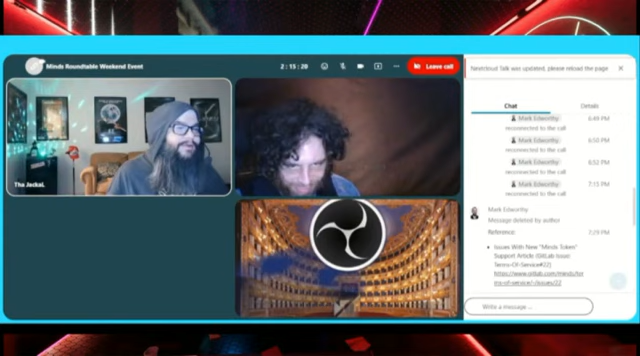 Minds Roundtable Weekend Event
2:15:20
Leave call
Nextcloud Talk was updated, please reload the page
Chat
Details
Mark Edworthy
6:49 PM
reconnected to the call
Mark Edworthy
6:50 PM
reconnected to the call
Mark Edworthy
6:52 PM
reconnected to the call
Mark Edworthy
7:15 PM
reconnected to the call
Mark Edworthy
Message deleted by author
Reference:
7:29 PM
Issues With New "Minds Token"
Support Article (GitLab Issue
Terms-Of-Service#22)
https://www.gitlab.com/minds/ter
ms-of-service/-/issues/22
Write a message ...
The Jackal